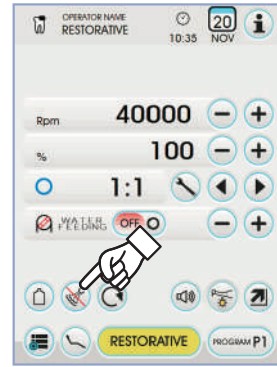 OPERATOR NAME
RESTORATIVE
10:35
20
NOV
i
Rpm 40000 - +
% 100 - +
1:1
WATER FEEDING OFF O - +
RESTORATIVE
PROGRAM P1